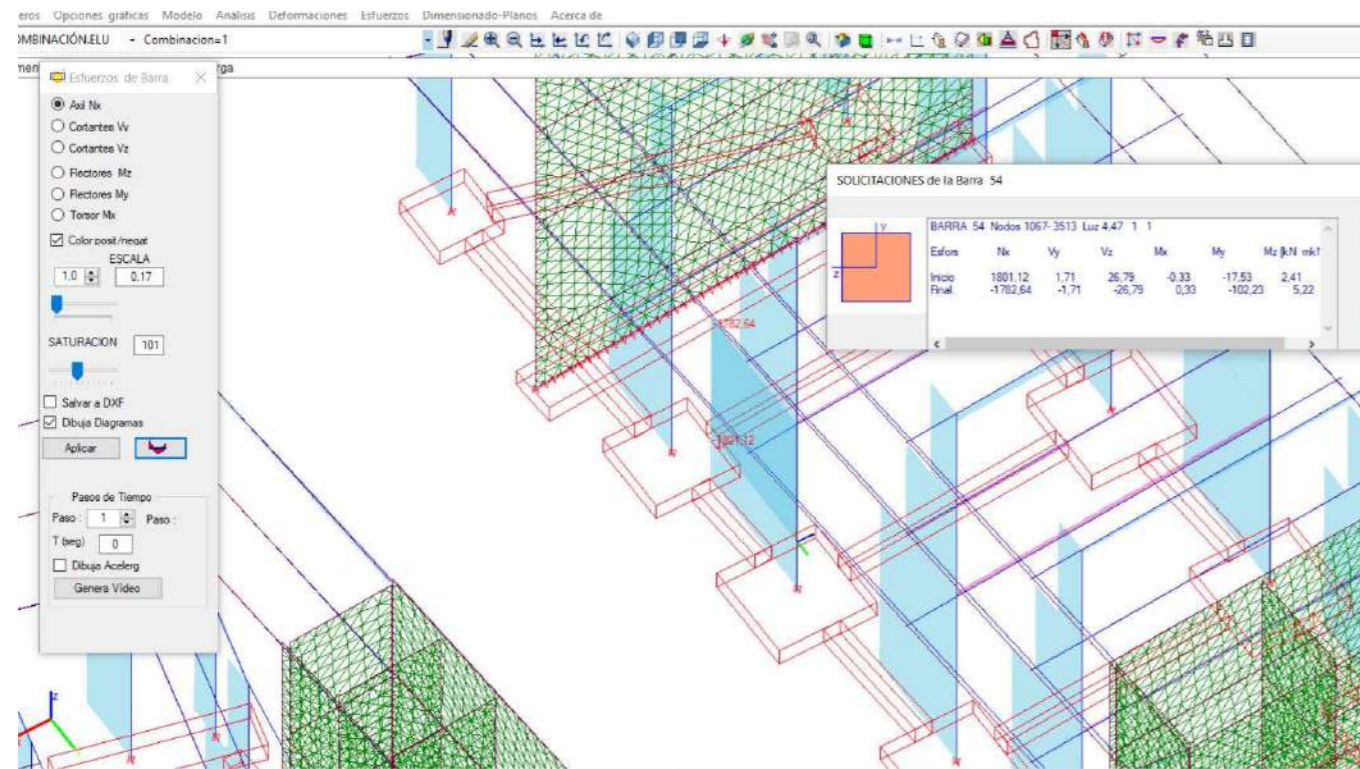 eros Opciones gráficas Modelo Análisis Deformaciones Esfuerzos Dimensionado-Planos Acerca de
OMBINACIÓN.ELU - Combinacion=1
men
rga
Esfuerzos de Barra
Axil Nx
Cortantes Vy
Cortantes Vz
Flectores Mz
Flectores My
Torsor Mx
Color posit/negat
ESCALA
1.0 0.17
SATURACION 101
Salvar a DXF
Dibuja Diagramas
Aplicar
Pasos de Tiempo
Paso : 1 Paso :
T (seg) 0
Dibuja Acelerg
Genera Vídeo
SOLICITACIONES de la Barra 54
y
z
BARRA 54 Nodos 1067- 3513 Luz 4,47 1 1
Esfors Nx Vy Vz Mx My Mz [kN mkN
Inicio 1801,12 1,71 26,79 -0,33 -17,53 2,41
Final. -1782,64 -1,71 -26,79 0,33 -102,23 5,22
-1782,64
-1801,12
z